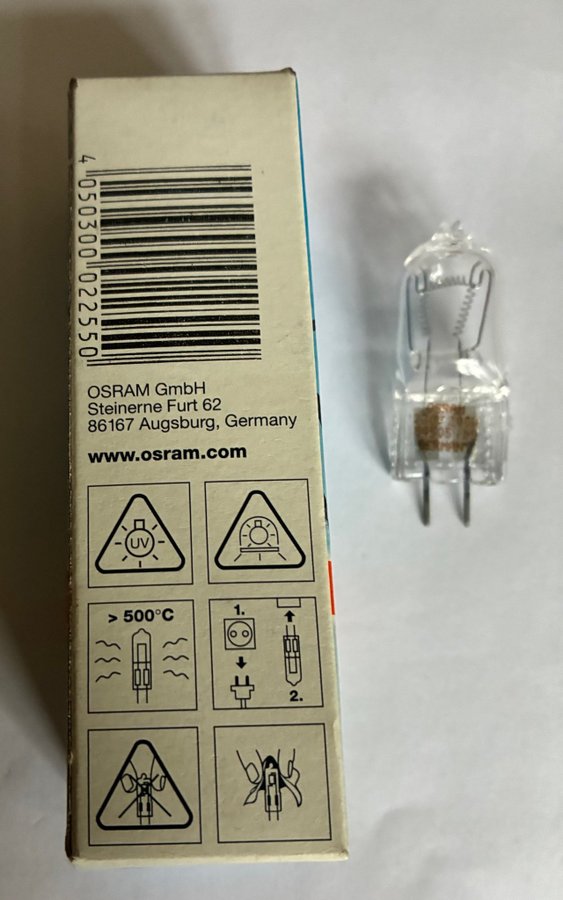 4 050300 022550
OSRAM GmbH
Steinerne Furt 62
86167 Augsburg, Germany
www.osram.com
UV
> 500°C
1.
2.